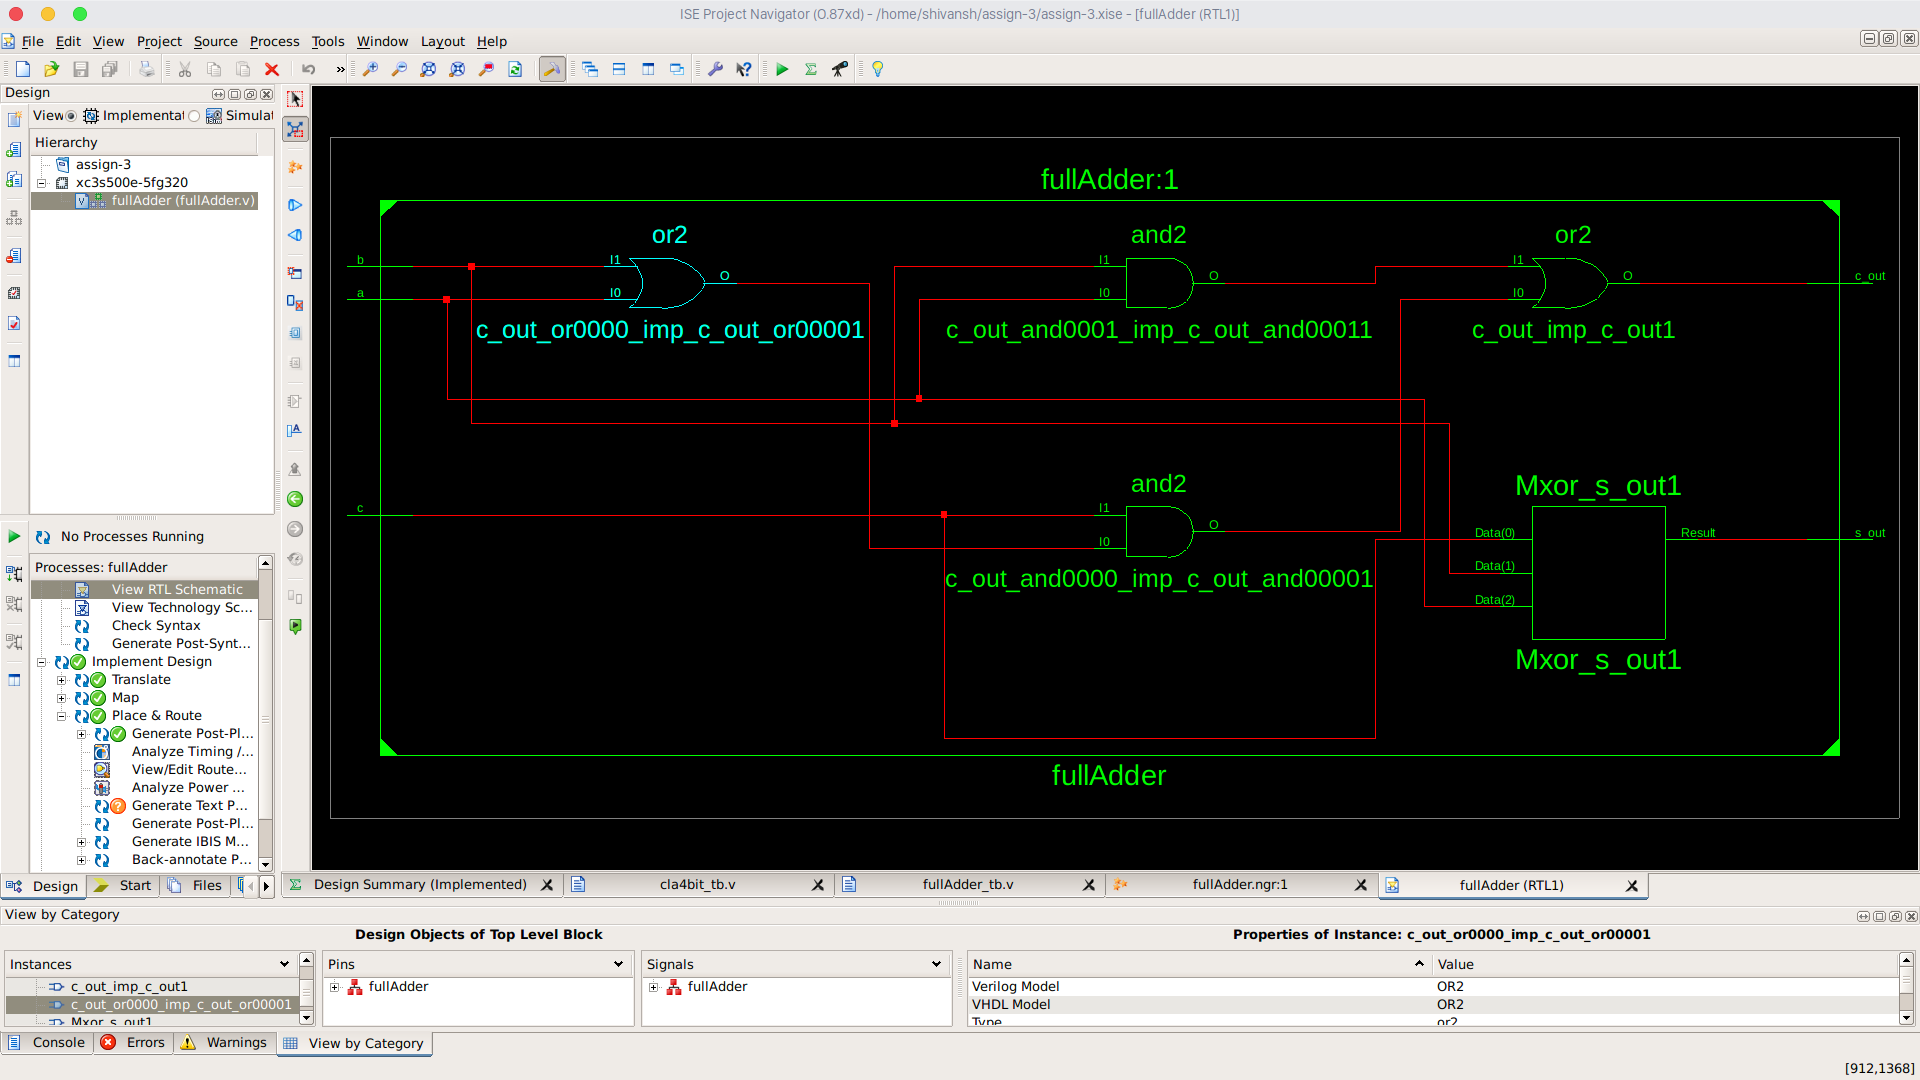 ISE Project Navigator (O.87xd) - /home/shivansh/assign-3/assign-3.xise - [fullAdder (RTL1)]
File Edit View Project Source Process Tools Window Layout Help
Design
View Implementat Simulat
Hierarchy
assign-3
xc3s500e-5fg320
fullAdder (fullAdder.v)
No Processes Running
Processes: fullAdder
View RTL Schematic
View Technology Sc...
Check Syntax
Generate Post-Synt...
Implement Design
Translate
Map
Place & Route
Generate Post-Pl...
Analyze Timing /...
View/Edit Route...
Analyze Power ...
Generate Text P...
Generate Post-Pl...
Generate IBIS M...
Back-annotate P...
Design Start Files
fullAdder:1
or2 and2 or2
b I1 I1 I1
O O O c_out
a I0 I0 I0
c_out_or0000_imp_c_out_or00001 c_out_and0001_imp_c_out_and00011 c_out_imp_c_out1
and2 Mxor_s_out1
c I1
O Data(0) Result s_out
I0
Data(1)
c_out_and0000_imp_c_out_and00001
Data(2)
Mxor_s_out1
fullAdder
Design Summary (Implemented) cla4bit_tb.v fullAdder_tb.v fullAdder.ngr:1 fullAdder (RTL1)
View by Category
Design Objects of Top Level Block Properties of Instance: c_out_or0000_imp_c_out_or00001
Instances Pins Signals Name Value
c_out_imp_c_out1 fullAdder fullAdder Verilog Model OR2
c_out_or0000_imp_c_out_or00001 VHDL Model OR2
Mxor_s_out1 Type or2
Console Errors Warnings View by Category
[912,1368]